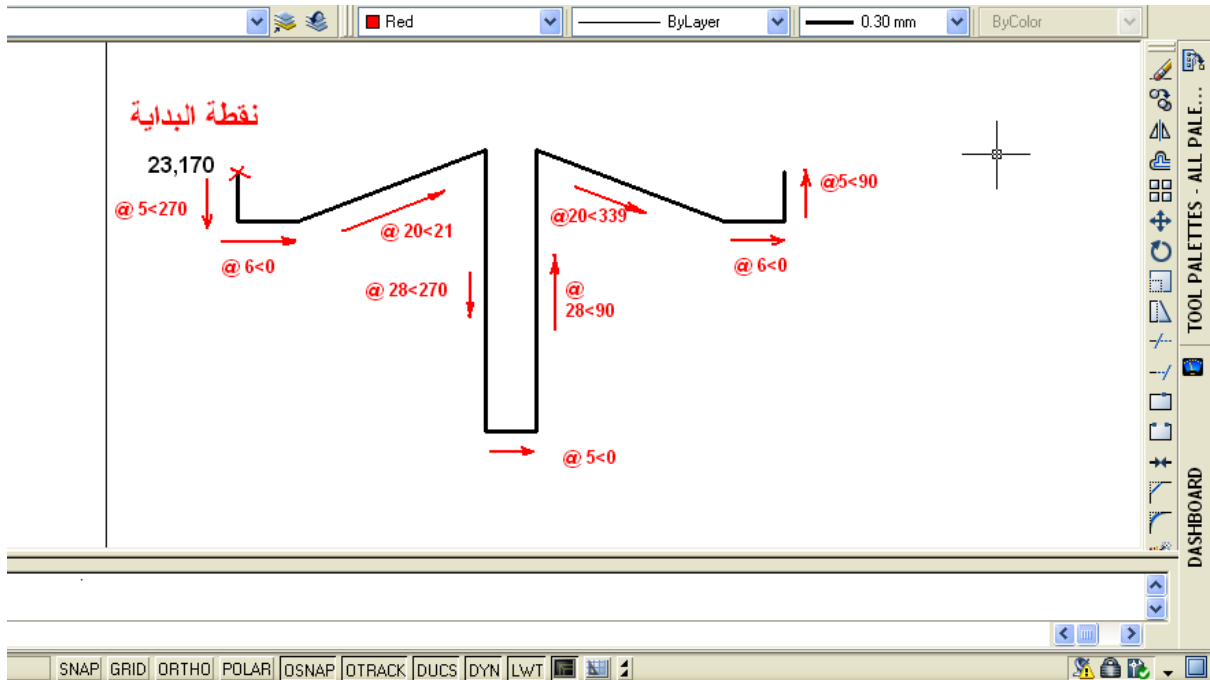 Red
ByLayer
0.30 mm
ByColor
نقطة البداية
23,170
@ 5<270
@ 6<0
@ 20<21
@ 28<270
@ 5<0
@
28<90
@20<339
@ 6<0
@5<90
TOOL PALETTES - ALL PALE...
DASHBOARD
SNAP GRID ORTHO POLAR OSNAP OTRACK DUCS DYN LWT